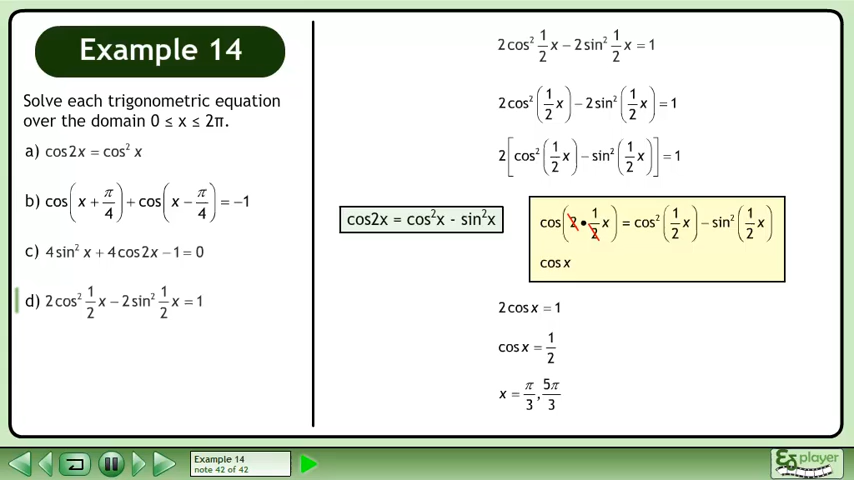 Example 14
Solve each trigonometric equation
over the domain 0 ≤ x ≤ 2π.
a) cos2x = cos² x
b) cos(x + π/4) + cos(x − π/4) = −1
c) 4sin² x + 4cos2x − 1 = 0
d) 2cos² 1/2 x − 2sin² 1/2 x = 1
2cos² 1/2 x − 2sin² 1/2 x = 1
2cos² (1/2 x) − 2sin² (1/2 x) = 1
2[cos² (1/2 x) − sin² (1/2 x)] = 1
cos2x = cos²x - sin²x
cos(2 • 1/2 x) = cos² (1/2 x) − sin² (1/2 x)
cos x
2cos x = 1
cos x = 1/2
x = π/3, 5π/3
Example 14
note 42 of 42
player